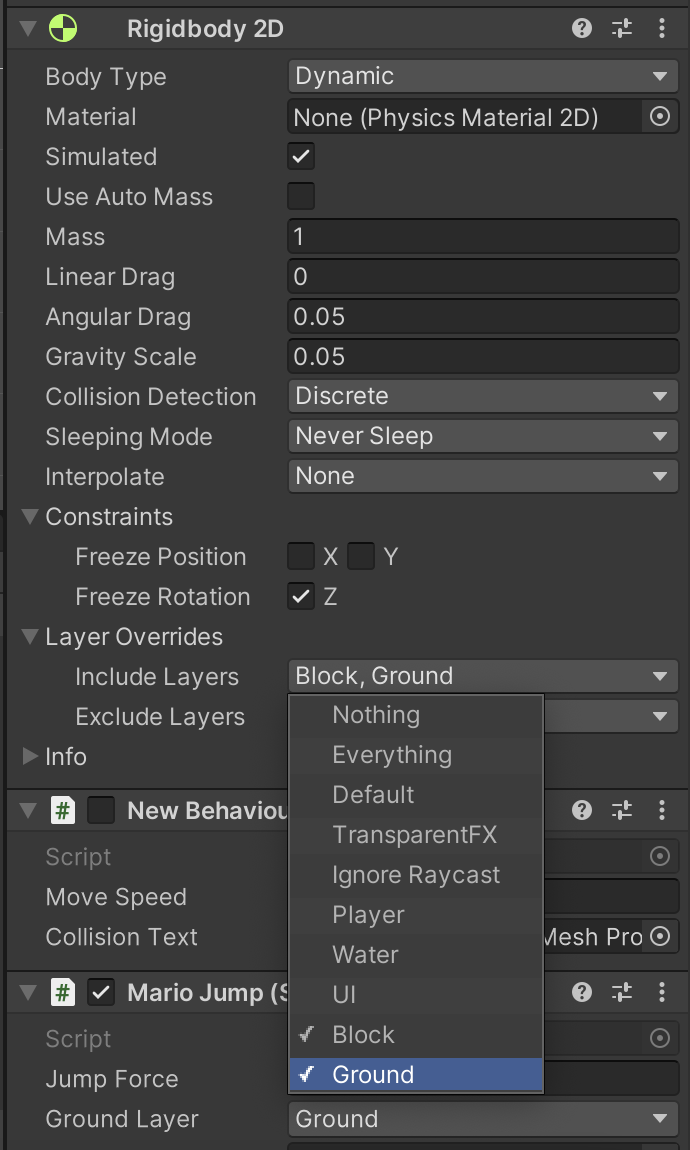 Rigidbody 2D
Body Type Dynamic
Material None (Physics Material 2D)
Simulated
Use Auto Mass
Mass 1
Linear Drag 0
Angular Drag 0.05
Gravity Scale 0.05
Collision Detection Discrete
Sleeping Mode Never Sleep
Interpolate None
Constraints
Freeze Position X Y
Freeze Rotation Z
Layer Overrides
Include Layers Block, Ground
Exclude Layers
Nothing
Everything
Default
TransparentFX
Ignore Raycast
Player
Water
UI
Block
Ground
Info
# New Behaviou
Script
Move Speed
Collision Text Mesh Pro
# Mario Jump (S
Script
Jump Force
Ground Layer Ground